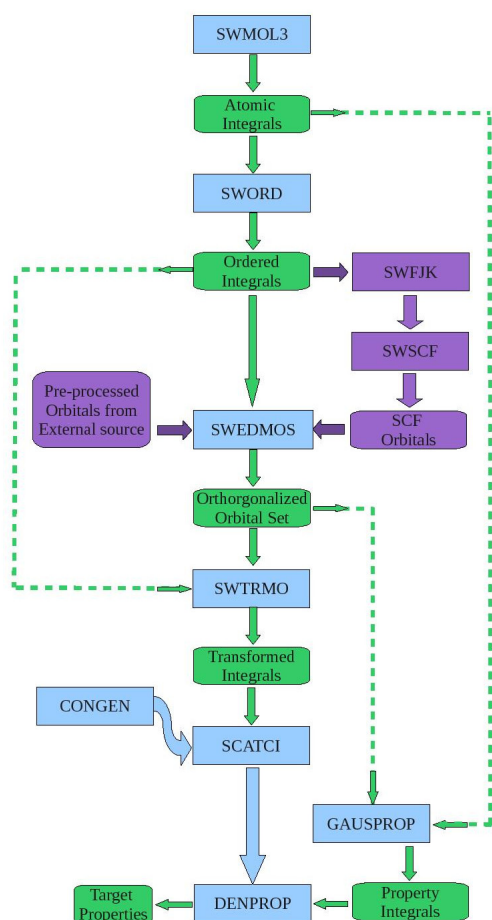 SWMOL3
Atomic
Integrals
SWORD
Ordered
Integrals
SWFJK
SWSCF
Pre-processed
Orbitals from
External source
SWEDMOS
SCF
Orbitals
Orthorgonalized
Orbital Set
SWTRMO
Transformed
Integrals
CONGEN
SCATCI
GAUSPROP
Target
Properties
DENPROP
Property
Integrals